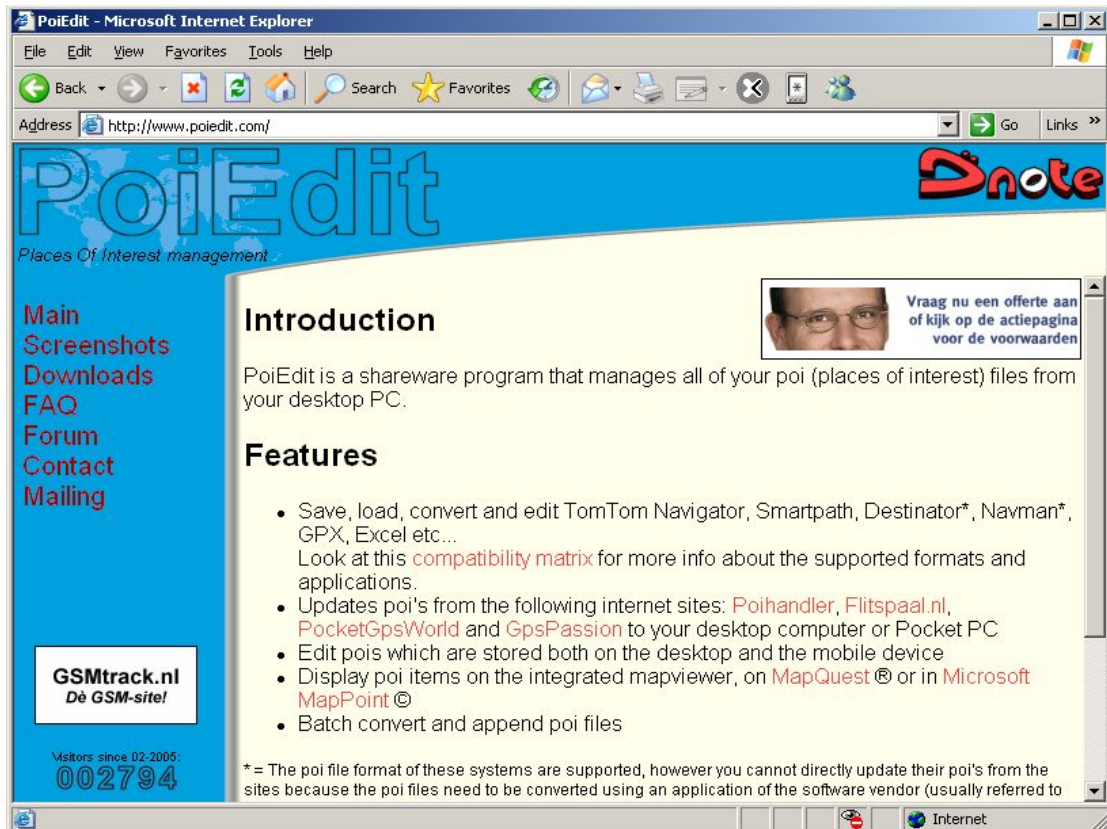 PoiEdit - Microsoft Internet Explorer
File Edit View Favorites Tools Help
Back Search Favorites
Address http://www.poiedit.com/ Go Links »
PoiEdit
Places Of Interest management
Dnote
Main
Screenshots
Downloads
FAQ
Forum
Contact
Mailing
GSMtrack.nl
Dè GSM-site!
Visitors since 02-2005:
002794
Vraag nu een offerte aan
of kijk op de actiepagina
voor de voorwaarden
Introduction
PoiEdit is a shareware program that manages all of your poi (places of interest) files from
your desktop PC.
Features
• Save, load, convert and edit TomTom Navigator, Smartpath, Destinator*, Navman*,
GPX, Excel etc...
Look at this compatibility matrix for more info about the supported formats and
applications.
• Updates poi's from the following internet sites: Poihandler, Flitspaal.nl,
PocketGpsWorld and GpsPassion to your desktop computer or Pocket PC
• Edit pois which are stored both on the desktop and the mobile device
• Display poi items on the integrated mapviewer, on MapQuest ® or in Microsoft
MapPoint ©
• Batch convert and append poi files
* = The poi file format of these systems are supported, however you cannot directly update their poi's from the
sites because the poi files need to be converted using an application of the software vendor (usually referred to
Internet